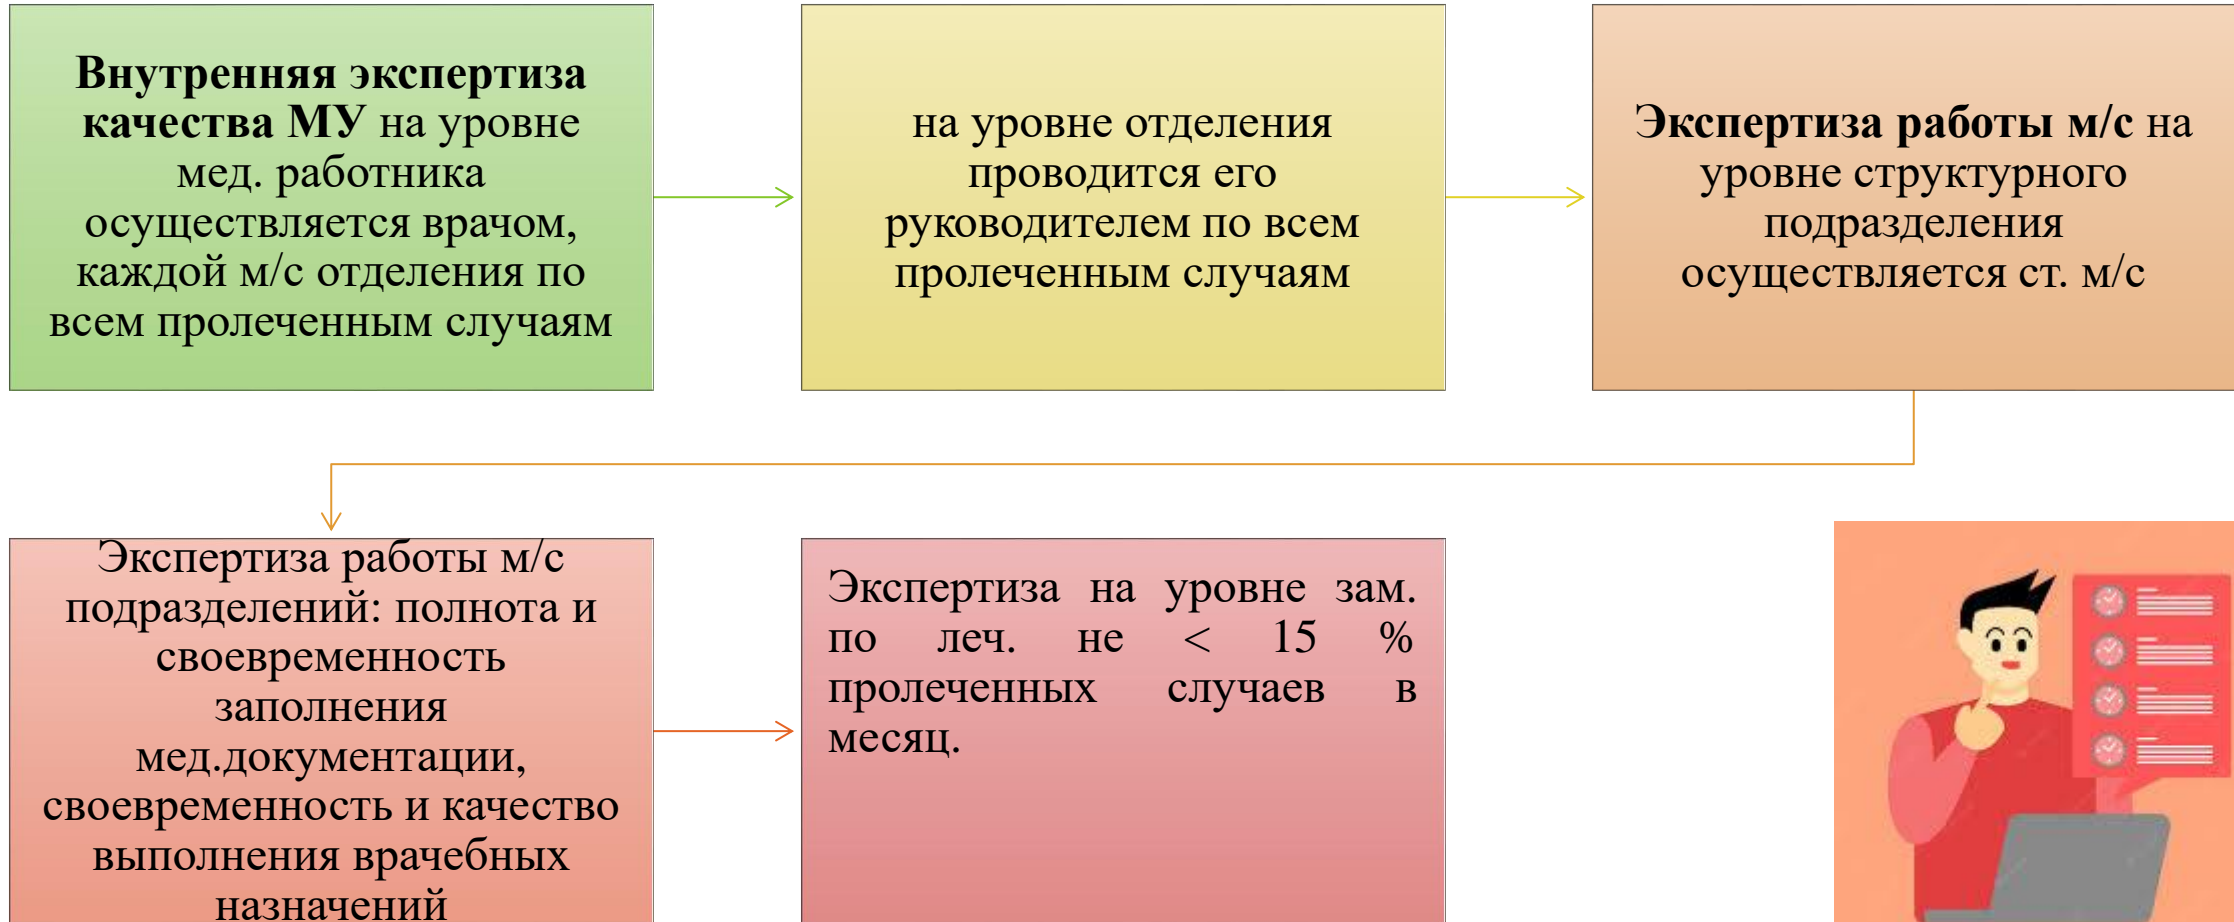 Внутренняя экспертиза
качества МУ на уровне
мед. работника
осуществляется врачом,
каждой м/с отделения по
всем пролеченным случаям
на уровне отделения
проводится его
руководителем по всем
пролеченным случаям
Экспертиза работы м/с на
уровне структурного
подразделения
осуществляется ст. м/с
Экспертиза работы м/с
подразделений: полнота и
своевременность
заполнения
мед.документации,
своевременность и качество
выполнения врачебных
назначений
Экспертиза на уровне зам.
по леч. не < 15 %
пролеченных случаев в
месяц.